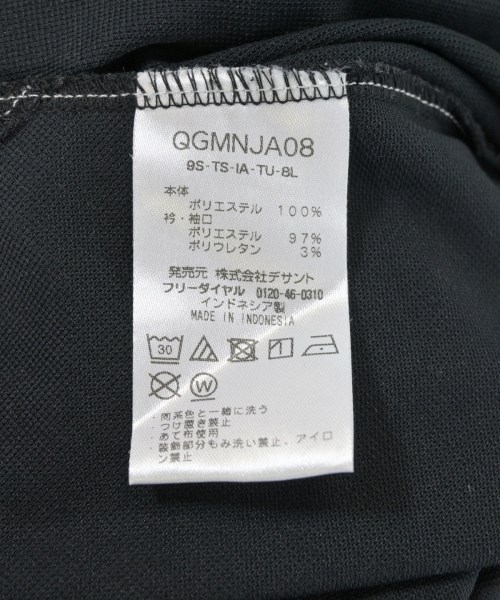 QGMNJA08
9S-TS-IA-TU-8L
本体
ポリエステル 100%
衿・袖口
ポリエステル 97%
ポリウレタン 3%
発売元 株式会社デサント
フリーダイヤル 0120-46-0310
インドネシア製
MADE IN INDONESIA
30
W
・同系色と一緒に洗う
・つけ置き禁止
・あて布使用
・装飾部分もみ洗い禁止、アイロ
ン禁止